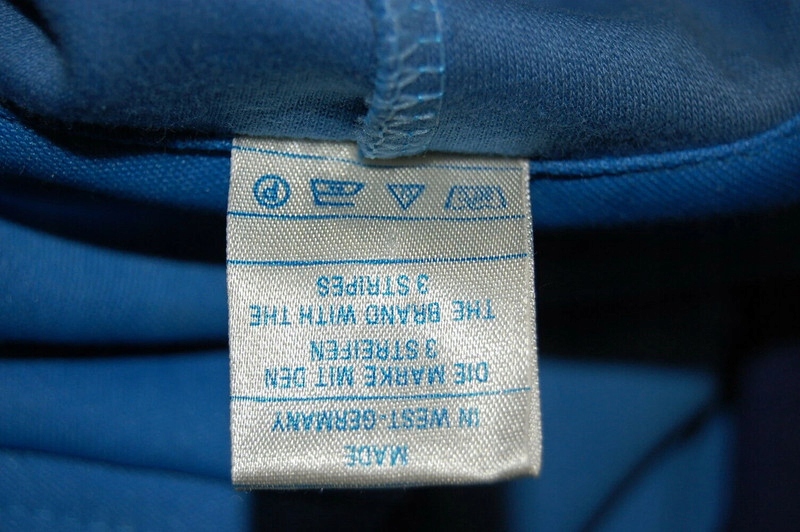 MADE
IN WEST-GERMANY
DIE MARKE MIT DEN
3 STREIFEN
THE BRAND WITH THE
3 STRIPES
P